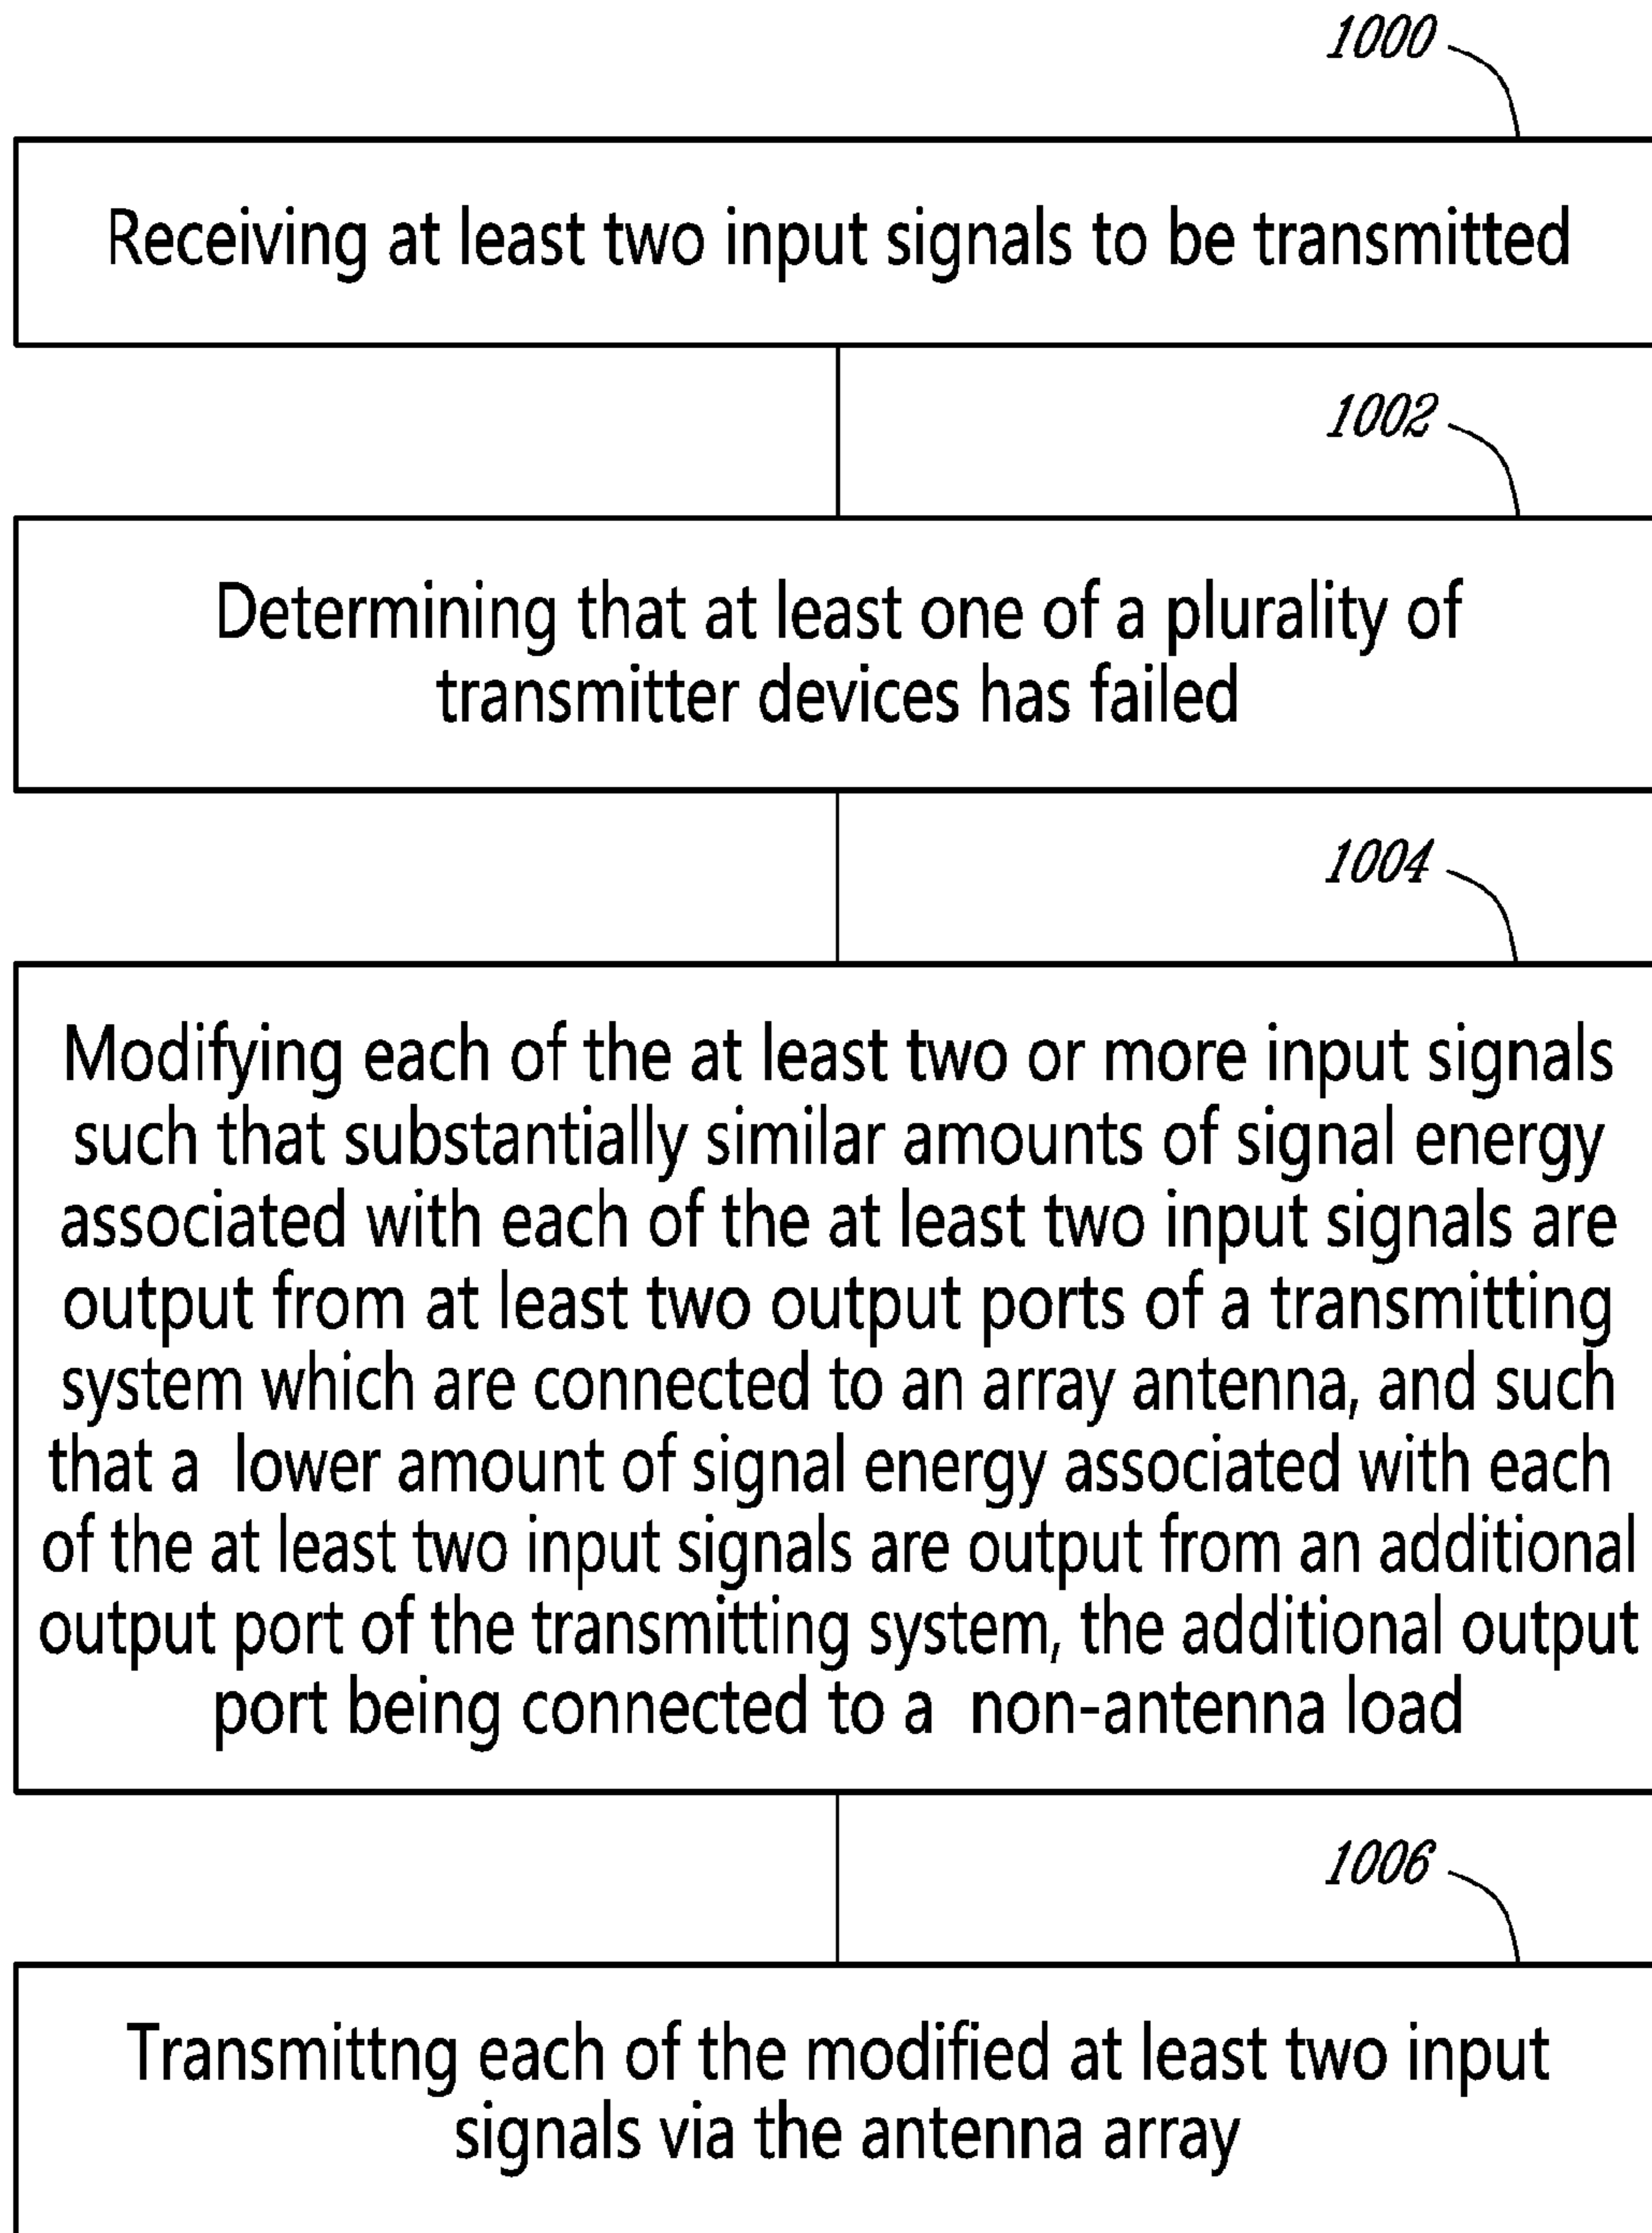 1000
Receiving at least two input signals to be transmitted
1002
Determining that at least one of a plurality of
transmitter devices has failed
1004
Modifying each of the at least two or more input signals
such that substantially similar amounts of signal energy
associated with each of the at least two input signals are
output from at least two output ports of a transmitting
system which are connected to an array antenna, and such
that a lower amount of signal energy associated with each
of the at least two input signals are output from an additional
output port of the transmitting system, the additional output
port being connected to a non-antenna load
1006
Transmittng each of the modified at least two input
signals via the antenna array